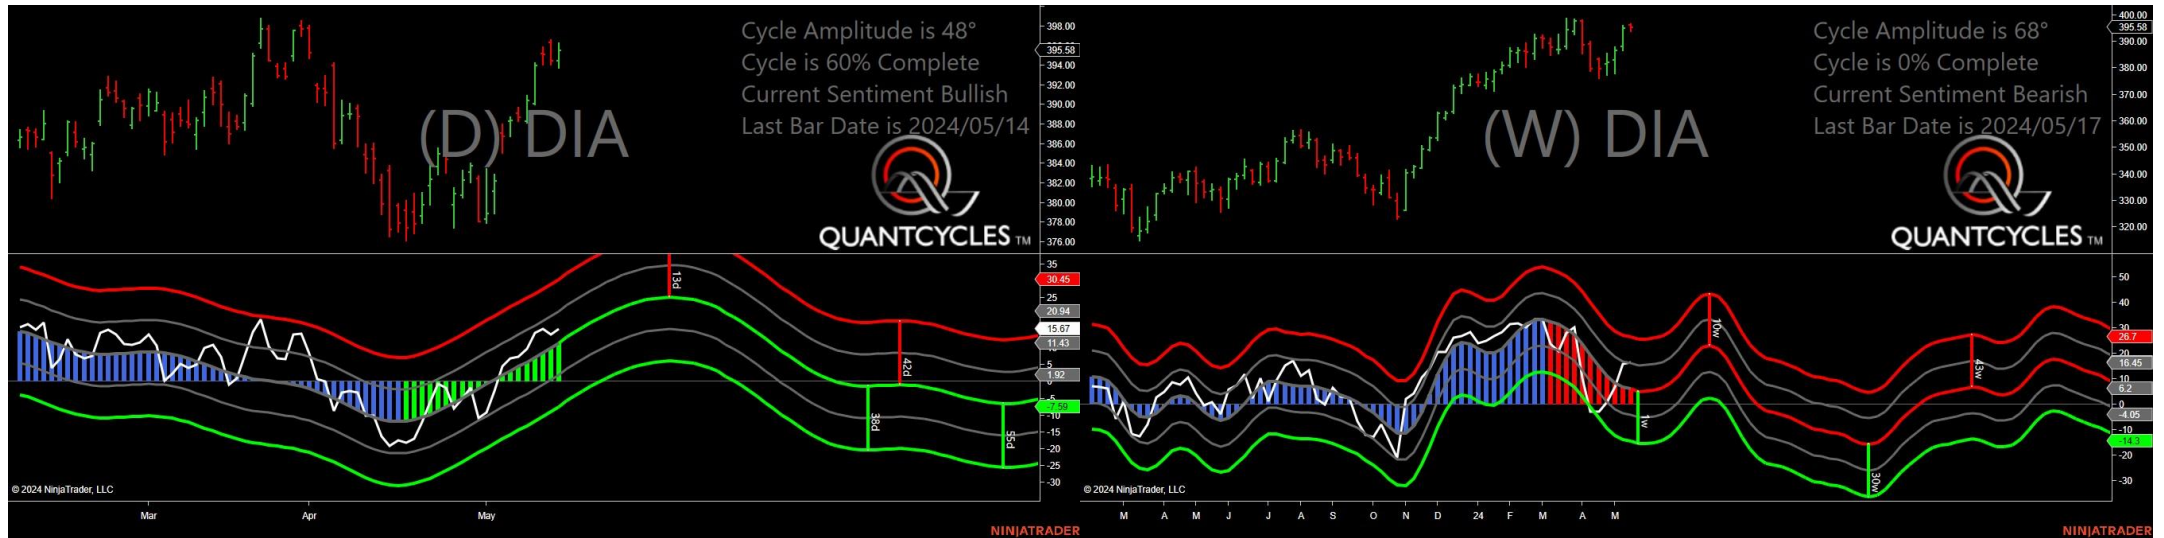 Cycle Amplitude is 48°
Cycle is 60% Complete
Current Sentiment Bullish
Last Bar Date is 2024/05/14
(D) DIA
QUANTCYCLES TM
398.00
395.58
394.00
392.00
390.00
388.00
386.00
384.00
382.00
380.00
378.00
376.00
13d
42d
38d
55d
35
30.45
25
20.94
15.67
11.43
5
1.92
0
-5
-7.59
-10
-15
-20
-25
-30
© 2024 NinjaTrader, LLC
Mar
Apr
May
NINJATRADER
Cycle Amplitude is 68°
Cycle is 0% Complete
Current Sentiment Bearish
Last Bar Date is 2024/05/17
(W) DIA
QUANTCYCLES TM
400.00
395.58
390.00
380.00
370.00
360.00
350.00
340.00
330.00
320.00
10w
43w
1w
30w
50
40
30
26.7
20
16.45
10
6.2
0
-4.05
-10
-14.3
-20
-30
© 2024 NinjaTrader, LLC
M
A
M
J
J
A
S
O
N
D
24
F
M
A
M
NINJATRADER